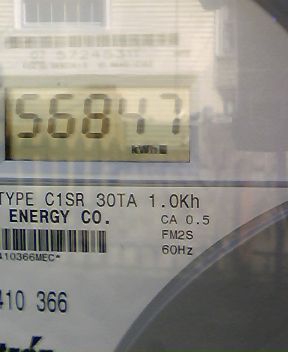 56847
kWh
TYPE C1SR 30TA 1.0Kh
ENERGY CO.
CA 0.5
FM2S
60Hz
410366MEC*
410 366